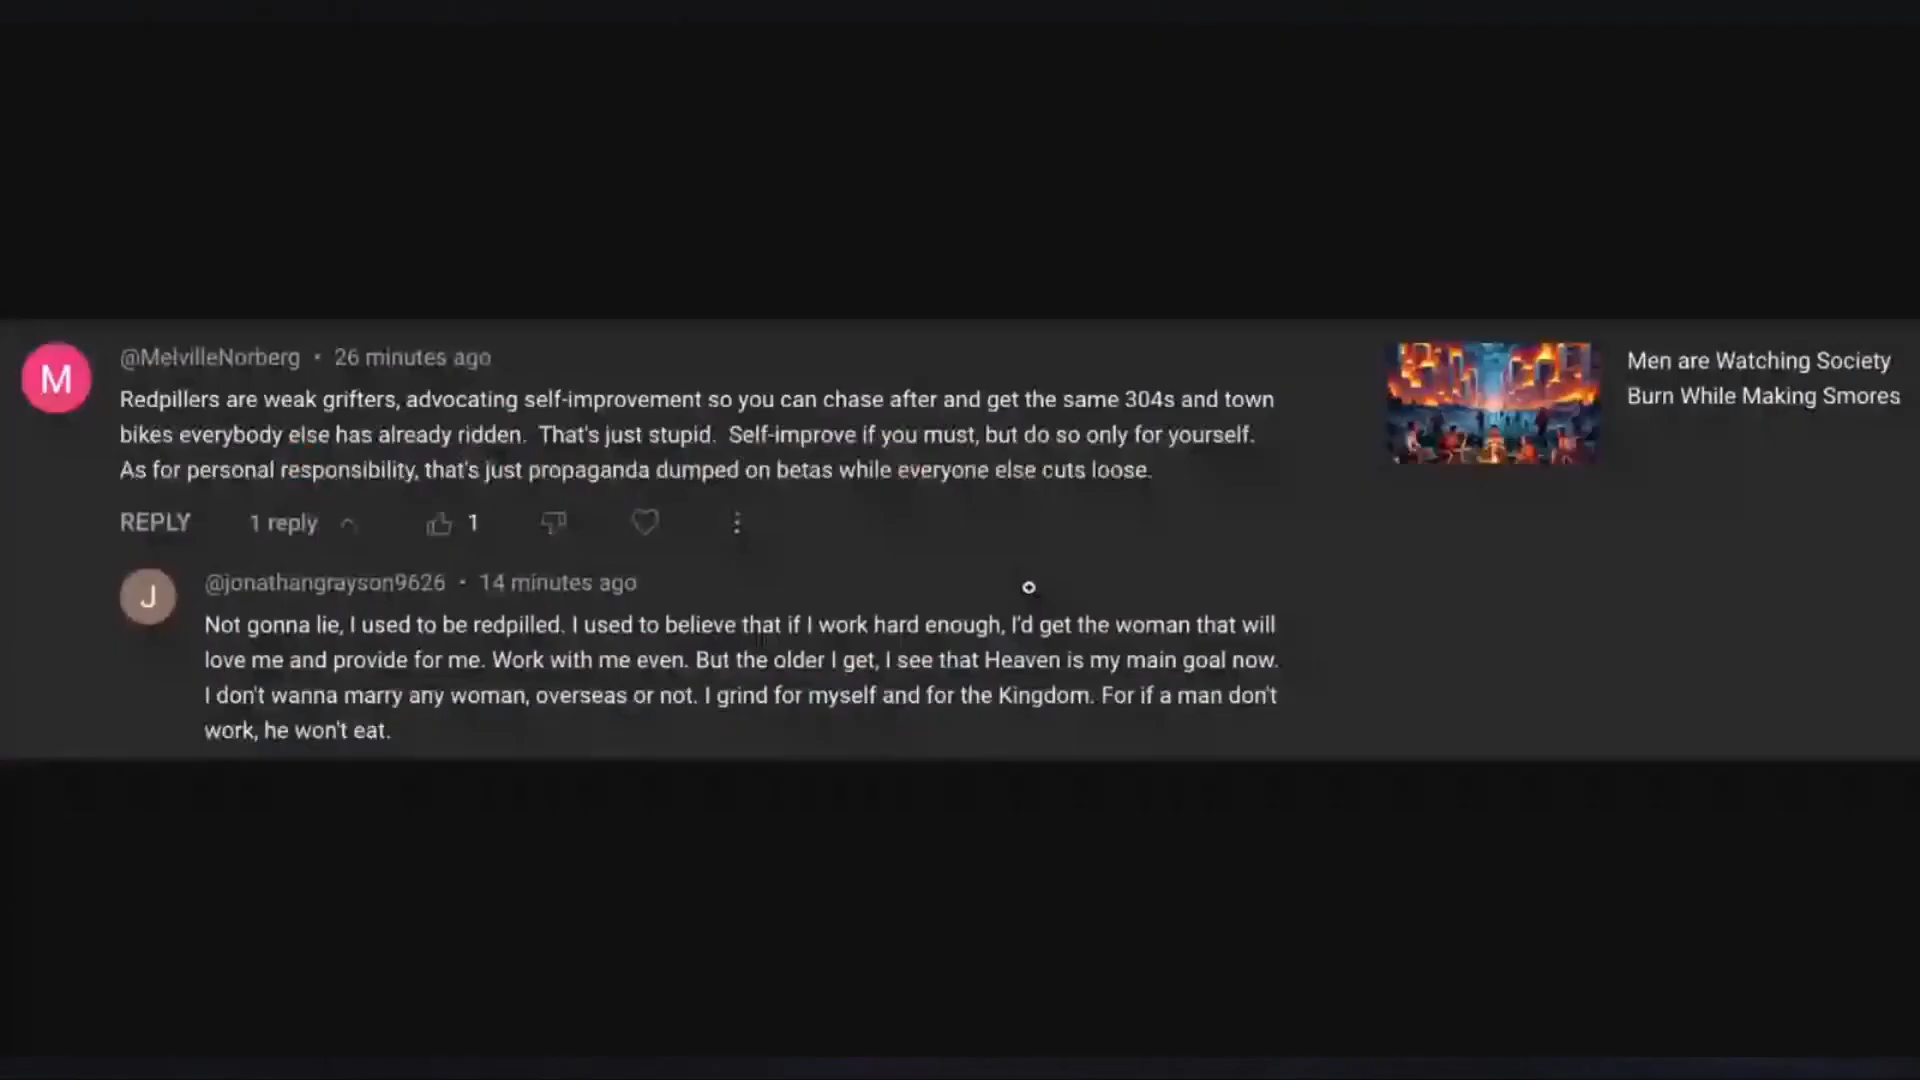 M
@MelvilleNorberg • 26 minutes ago
Redpillers are weak grifters, advocating self-improvement so you can chase after and get the same 304s and town
bikes everybody else has already ridden.  That's just stupid.  Self-improve if you must, but do so only for yourself.
As for personal responsibility, that's just propaganda dumped on betas while everyone else cuts loose.
REPLY 1 reply 1
J
@jonathangrayson9626 • 14 minutes ago
Not gonna lie, I used to be redpilled. I used to believe that if I work hard enough, I'd get the woman that will
love me and provide for me. Work with me even. But the older I get, I see that Heaven is my main goal now.
I don't wanna marry any woman, overseas or not. I grind for myself and for the Kingdom. For if a man don't
work, he won't eat.
Men are Watching Society
Burn While Making Smores